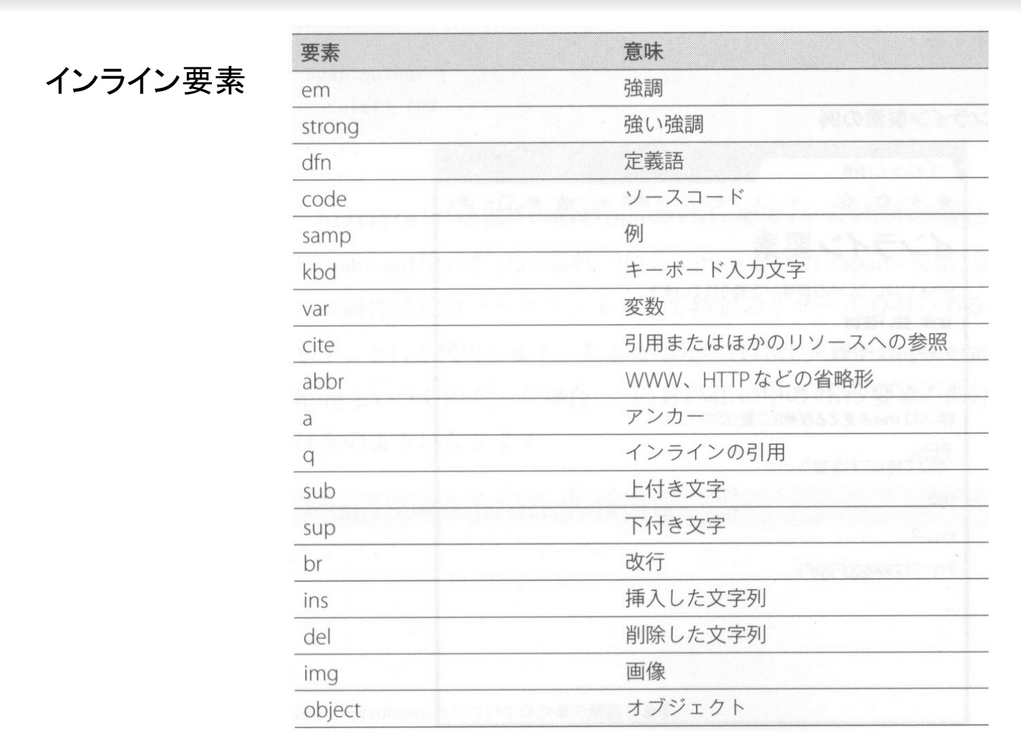 インライン要素
要素 意味
em 強調
strong 強い強調
dfn 定義語
code ソースコード
samp 例
kbd キーボード入力文字
var 変数
cite 引用またはほかのリソースへの参照
abbr WWW、HTTPなどの省略形
a アンカー
q インラインの引用
sub 上付き文字
sup 下付き文字
br 改行
ins 挿入した文字列
del 削除した文字列
img 画像
object オブジェクト